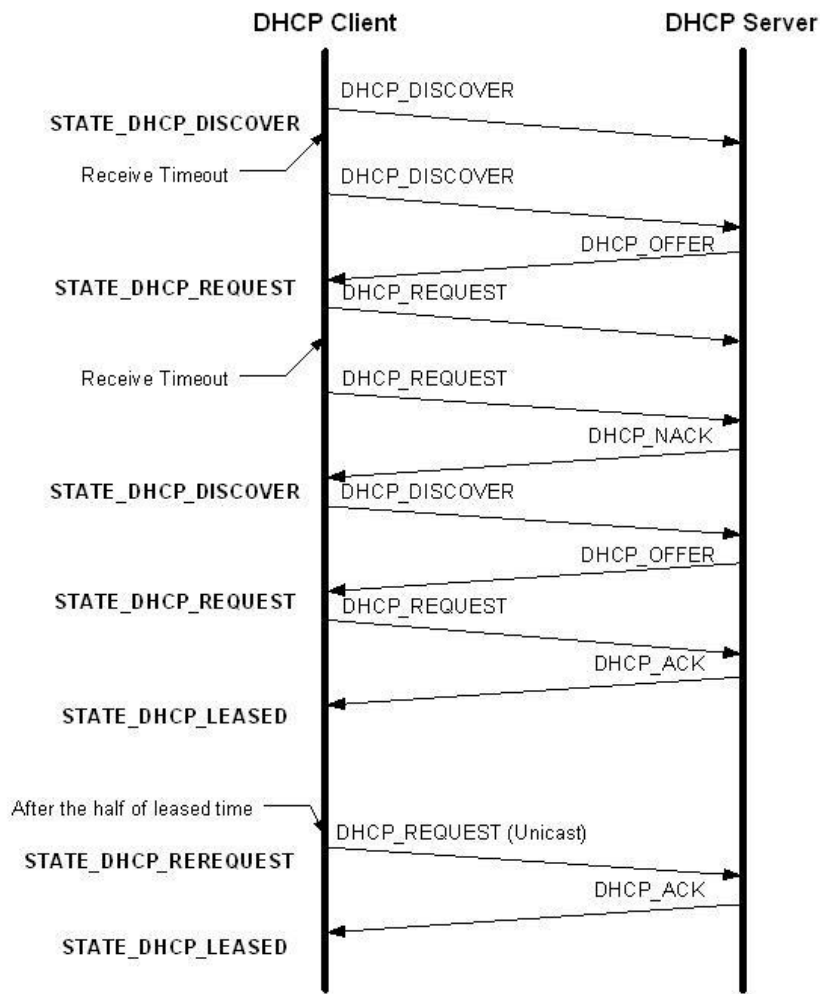 DHCP Client
DHCP Server
DHCP_DISCOVER
STATE_DHCP_DISCOVER
Receive Timeout
DHCP_DISCOVER
DHCP_OFFER
STATE_DHCP_REQUEST
DHCP_REQUEST
Receive Timeout
DHCP_REQUEST
DHCP_NACK
STATE_DHCP_DISCOVER
DHCP_DISCOVER
DHCP_OFFER
STATE_DHCP_REQUEST
DHCP_REQUEST
DHCP_ACK
STATE_DHCP_LEASED
After the half of leased time
DHCP_REQUEST (Unicast)
STATE_DHCP_REREQUEST
DHCP_ACK
STATE_DHCP_LEASED